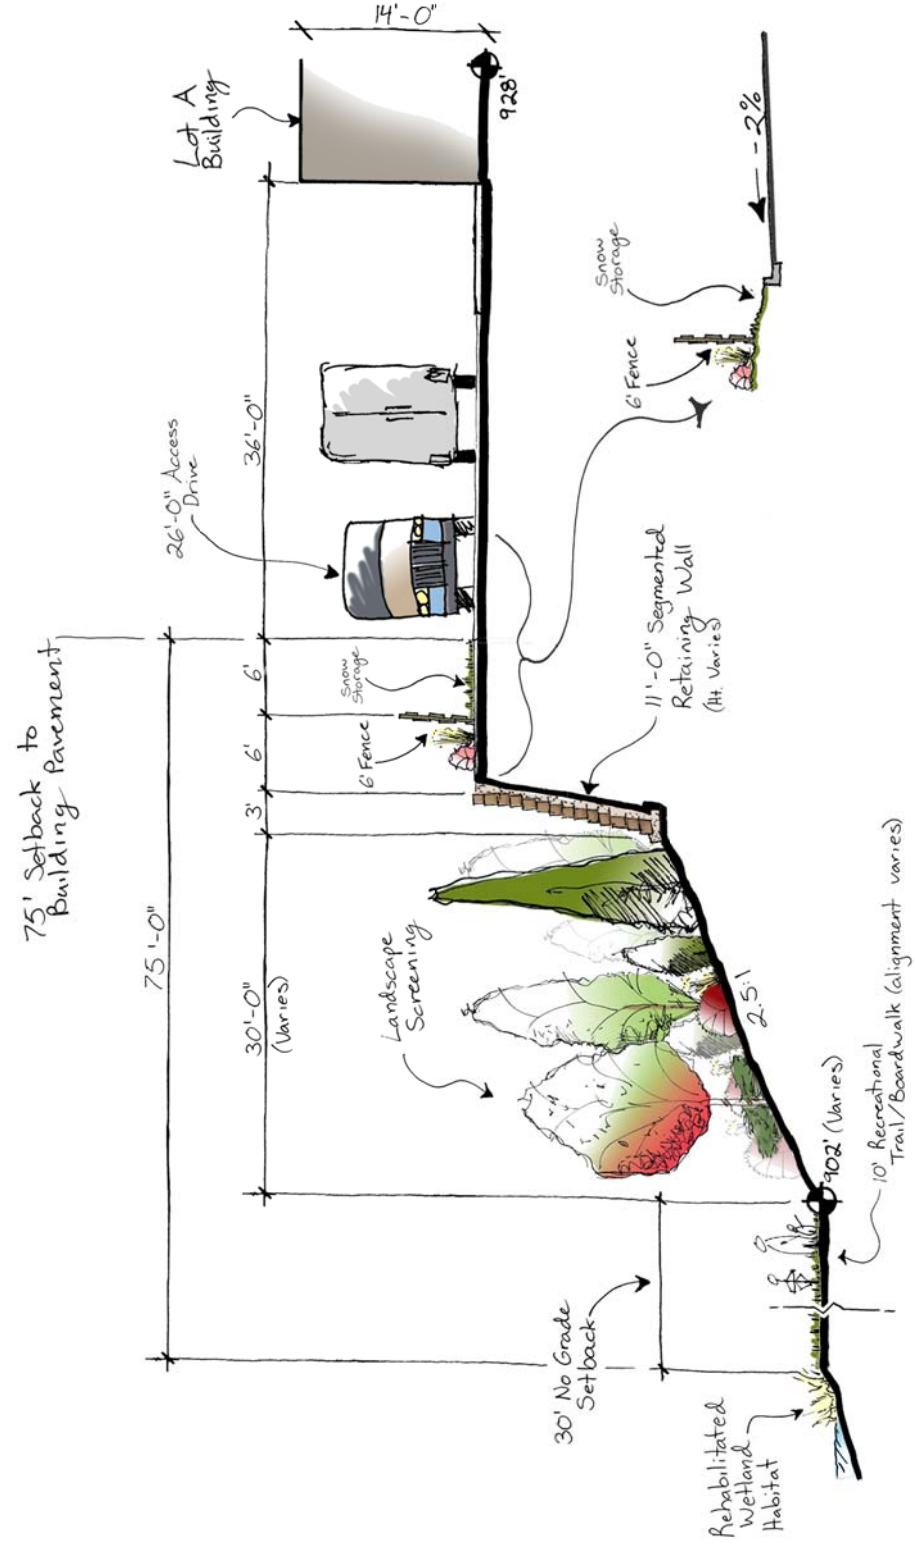 75' Setback to
Building Pavement
75'-0"
30'-0"
(Varies)
3'
6'
6'
36'-0"
14'-0"
Lot A
Building
26'-0" Access
Drive
Snow
Storage
6' Fence
928'
Landscape
Screening
11'-0" Segmented
Retaining Wall
(Ht. Varies)
6' Fence
Snow
Storage
-2%
2.5:1
902' (Varies)
10' Recreational
Trail/Boardwalk (alignment varies)
30' No Grade
Setback
Rehabilitated
Wetland
Habitat